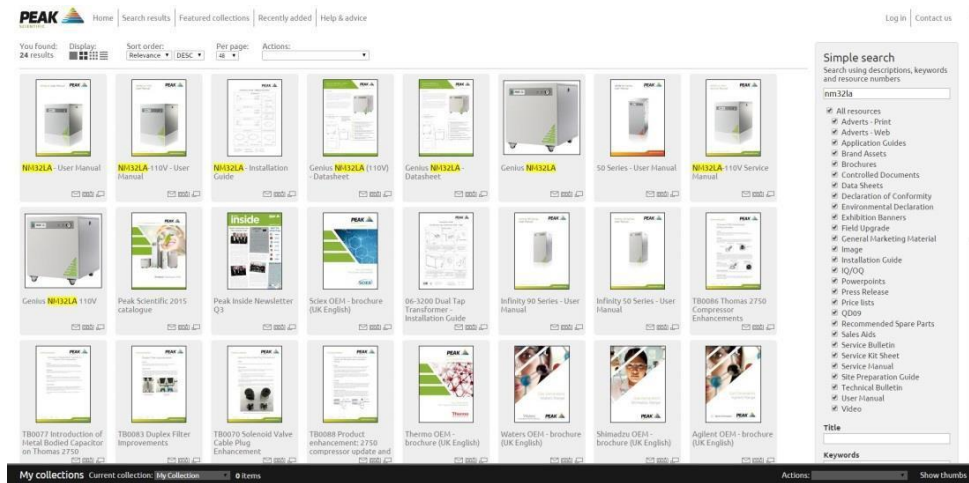 PEAK
SCIENTIFIC
Home
Search results
Featured collections
Recently added
Help & advice
Log in
Contact us
You found:
24 results
Display:
Sort order:
Relevance
DESC
Per page:
48
Actions:
NM32LA - User Manual
NM32LA-110V - User
Manual
NM32LA - Installation
Guide
Genius NM32LA (110V)
- Datasheet
Genius NM32LA -
Datasheet
Genius NM32LA
50 Series - User Manual
NM32LA-110V Service
Manual
Genius NM32LA 110V
Peak Scientific 2015
catalogue
inside
Peak Inside Newsletter
Q3
Sciex OEM - brochure
(UK English)
06-3200 Dual Tap
Transformer -
Installation Guide
Infinity 90 Series - User
Manual
Infinity 50 Series - User
Manual
TB0086 Thomas 2750
Compressor
Enhancements
TB0077 Introduction of
Metal Bodied Capacitor
on Thomas 2750
TB0083 Duplex Filter
Improvements
TB0070 Solenoid Valve
Cable Plug
Enhancement
TB0088 Product
enhancement: 2750
compressor update and
Thermo OEM -
brochure (UK English)
Waters OEM - brochure
(UK English)
Shimadzu OEM -
brochure (UK English)
Agilent OEM - brochure
(UK English)
Simple search
Search using descriptions, keywords
and resource numbers
nm32la
All resources
Adverts - Print
Adverts - Web
Application Guides
Brand Assets
Brochures
Controlled Documents
Data Sheets
Declaration of Conformity
Environmental Declaration
Exhibition Banners
Field Upgrade
General Marketing Material
Image
Installation Guide
IQ/OQ
Powerpoints
Press Release
Price lists
QD09
Recommended Spare Parts
Sales Aids
Service Bulletin
Service Kit Sheet
Service Manual
Site Preparation Guide
Technical Bulletin
User Manual
Video
Title
Keywords
My collections
Current collection:
My Collection
0 items
Actions:
Show thumbs